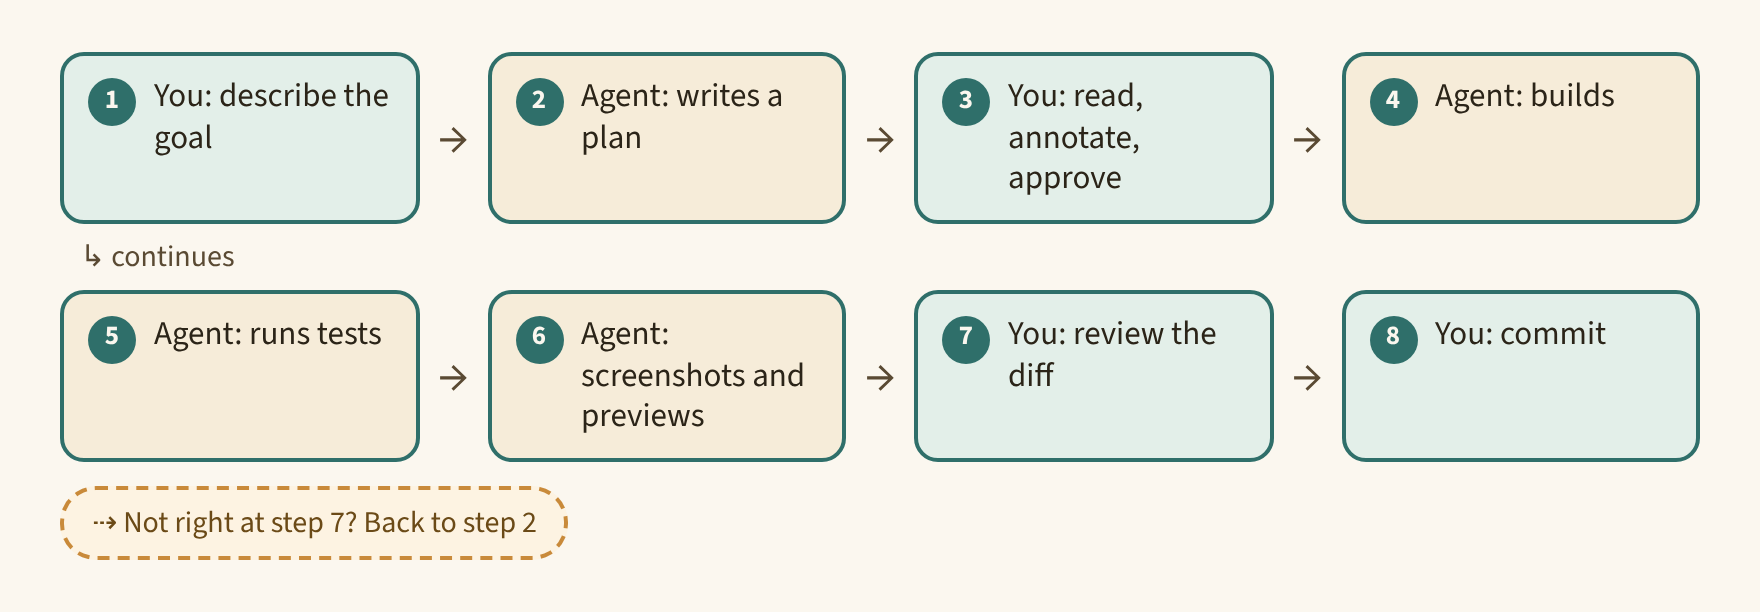 1 You: describe the
goal
→
2 Agent: writes a
plan
→
3 You: read,
annotate,
approve
→
4 Agent: builds
↳ continues
5 Agent: runs tests
→
6 Agent:
screenshots and
previews
→
7 You: review the
diff
→
8 You: commit
⇢ Not right at step 7? Back to step 2